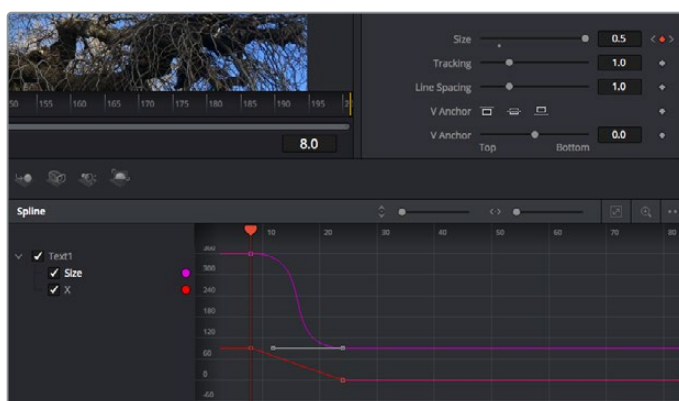 Size 0.5
Tracking 1.0
Line Spacing 1.0
V Anchor
V Anchor 0.0
Top Bottom
50 155 160 165 170 175 180 185 190 195
8.0
Spline
10 20 30 40 50 60 70 80
Text1
Size
X
360
300
240
180
120
60
0
-60